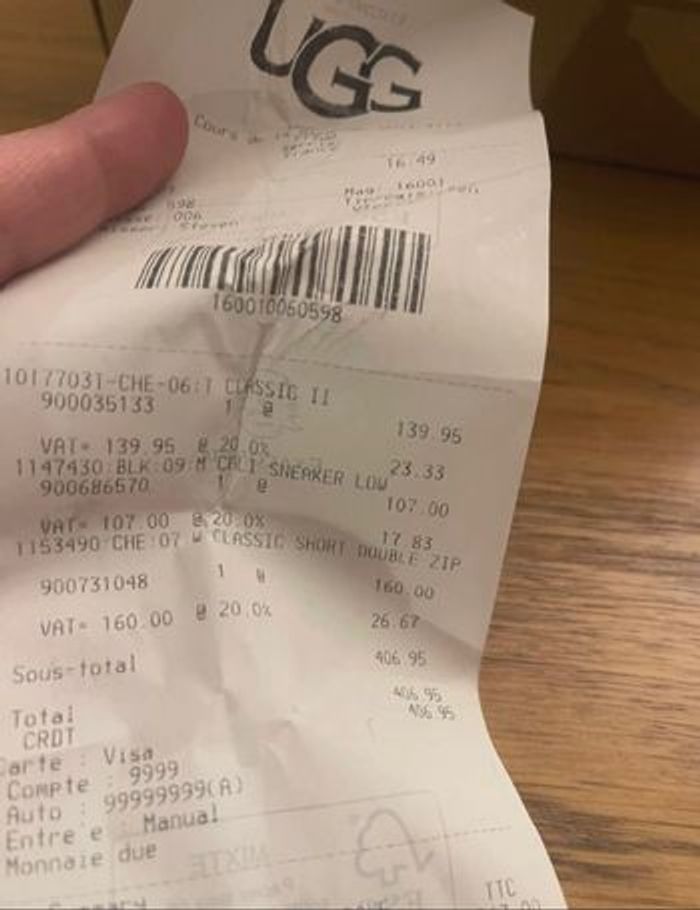 UGG
Cours
16:49
598
Mag: 16001
006
Steven
160010060598
1017703T-CHE-06:T CLASSIC II
900035133 1 @ 139.95
VAT= 139.95 @ 20.0% 23.33
1147430:BLK:09:M CALI SNEAKER LOW
900686570 1 @ 107.00
VAT= 107.00 @ 20.0% 17.83
1153490:CHE:07 W CLASSIC SHORT DOUBLE ZIP
900731048 1 @ 160.00
VAT= 160.00 @ 20.0% 26.67
Sous-total 406.95
Total 406.95
CRDT 406.95
Carte : Visa
Compte : 9999
Auto : 99999999(A)
Entre e : Manual
Monnaie due
MIXTE
TTC